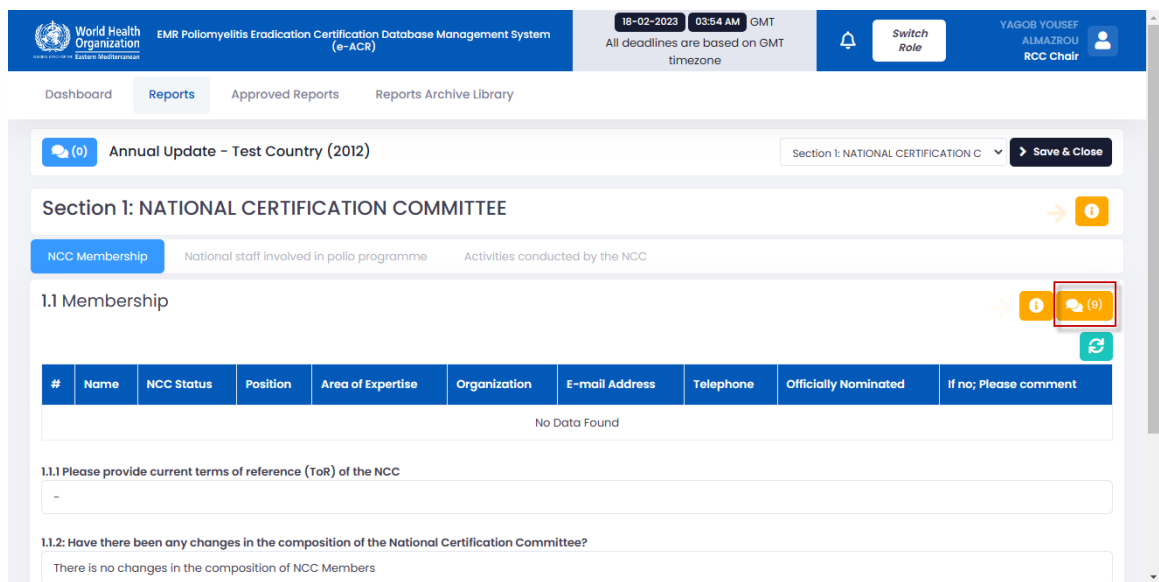 World Health Organization
Eastern Mediterranean
EMR Poliomyelitis Eradication Certification Database Management System (e-ACR)
18-02-2023 03:54 AM GMT
All deadlines are based on GMT timezone
Switch Role
YAGOB YOUSEF ALMAZROU
RCC Chair
Dashboard Reports Approved Reports Reports Archive Library
(0) Annual Update - Test Country (2012)
Section 1: NATIONAL CERTIFICATION C
Save & Close
Section 1: NATIONAL CERTIFICATION COMMITTEE
NCC Membership National staff involved in polio programme Activities conducted by the NCC
1.1 Membership
(9)
# Name NCC Status Position Area of Expertise Organization E-mail Address Telephone Officially Nominated If no; Please comment
No Data Found
1.1.1 Please provide current terms of reference (ToR) of the NCC
-
1.1.2: Have there been any changes in the composition of the National Certification Committee?
There is no changes in the composition of NCC Members